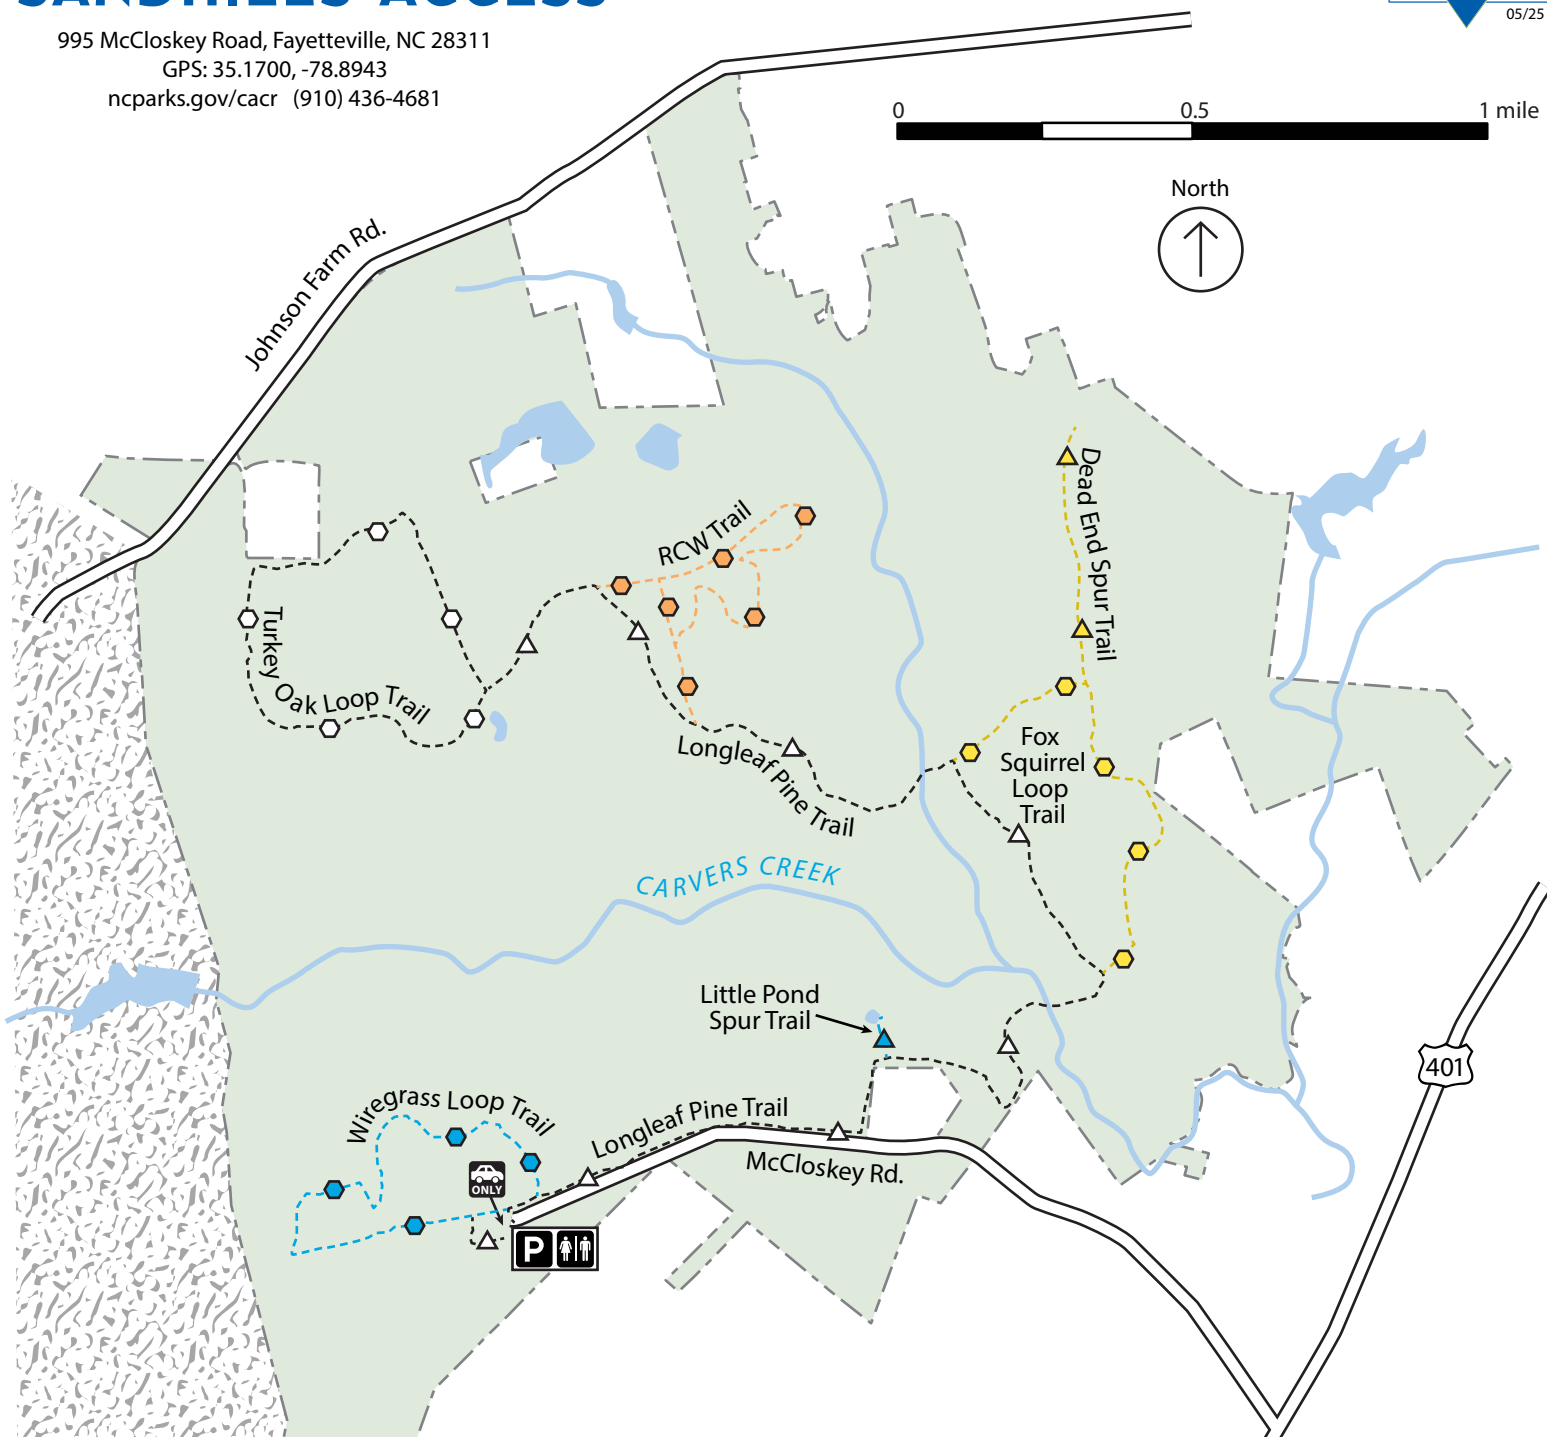 SANDHILLS ACCESS
05/25
995 McCloskey Road, Fayetteville, NC 28311
GPS: 35.1700, -78.8943
ncparks.gov/cacr (910) 436-4681
0 0.5 1 mile
North
Johnson Farm Rd.
Dead End Spur Trail
RCW Trail
Turkey Oak Loop Trail
Longleaf Pine Trail
Fox
Squirrel
Loop
Trail
CARVERS CREEK
Little Pond
Spur Trail
401
Wiregrass Loop Trail
Longleaf Pine Trail
McCloskey Rd.
ONLY
P